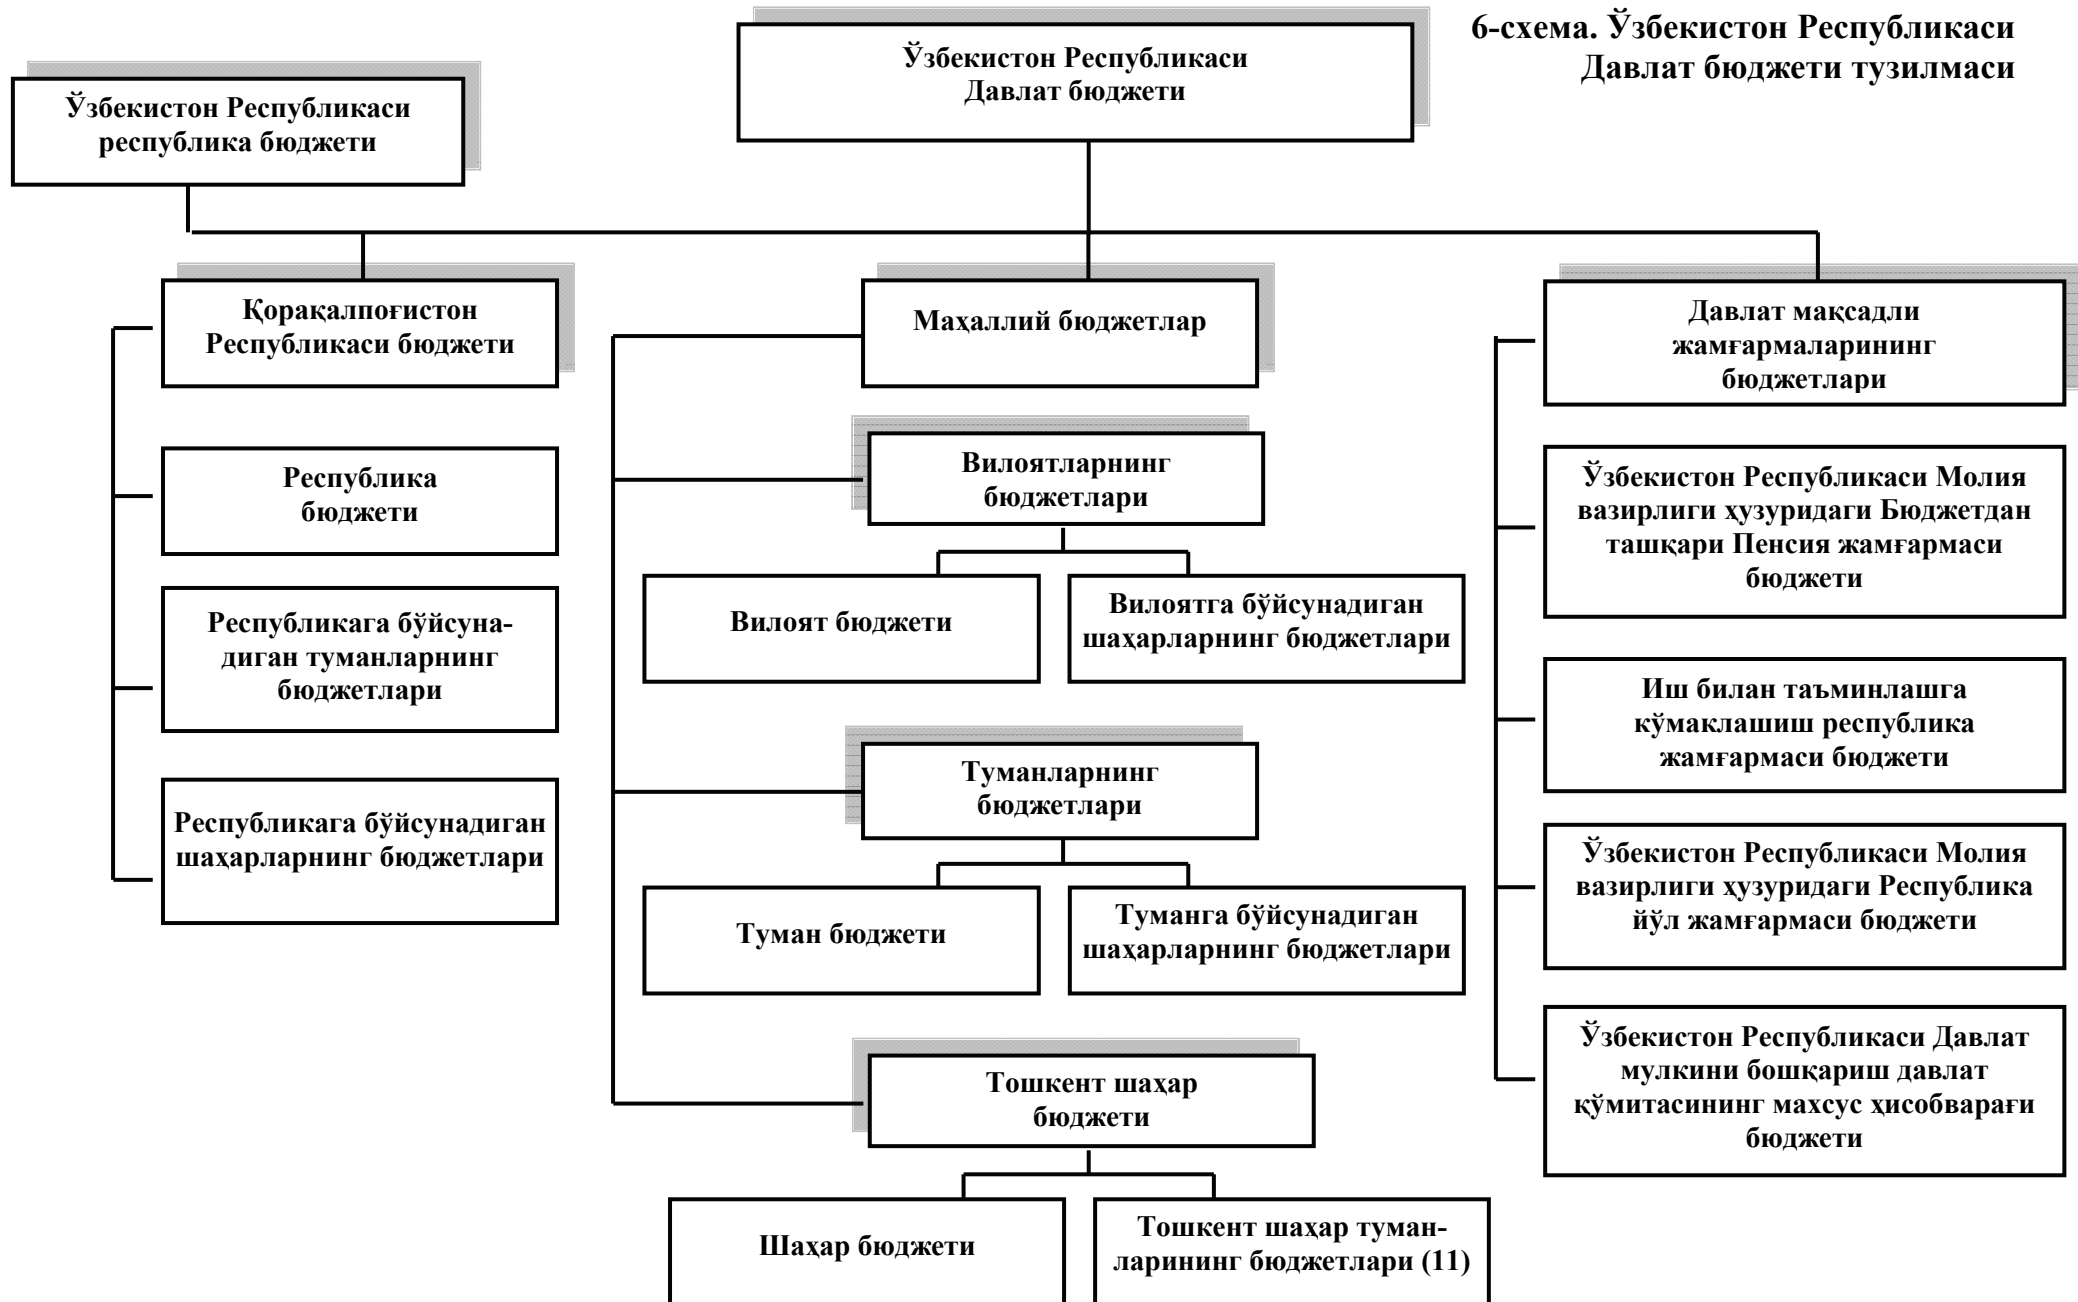 6-схема. Ўзбекистон Республикаси
Давлат бюджети тузилмаси
Ўзбекистон Республикаси
Давлат бюджети
Ўзбекистон Республикаси
республика бюджети
Қорақалпоғистон
Республикаси бюджети
Республика
бюджети
Республикага бўйсуна-
диган туманларнинг
бюджетлари
Республикага бўйсунадиган
шаҳарларнинг бюджетлари
Маҳаллий бюджетлар
Вилоятларнинг
бюджетлари
Вилоят бюджети
Вилоятга бўйсунадиган
шаҳарларнинг бюджетлари
Туманларнинг
бюджетлари
Туман бюджети
Туманга бўйсунадиган
шаҳарларнинг бюджетлари
Тошкент шаҳар
бюджети
Шаҳар бюджети
Тошкент шаҳар туман-
ларининг бюджетлари (11)
Давлат мақсадли
жамғармаларининг
бюджетлари
Ўзбекистон Республикаси Молия
вазирлиги ҳузуридаги Бюджетдан
ташқари Пенсия жамғармаси
бюджети
Иш билан таъминлашга
кўмаклашиш республика
жамғармаси бюджети
Ўзбекистон Республикаси Молия
вазирлиги ҳузуридаги Республика
йўл жамғармаси бюджети
Ўзбекистон Республикаси Давлат
мулкини бошқариш давлат
қўмитасининг махсус ҳисобварағи
бюджети